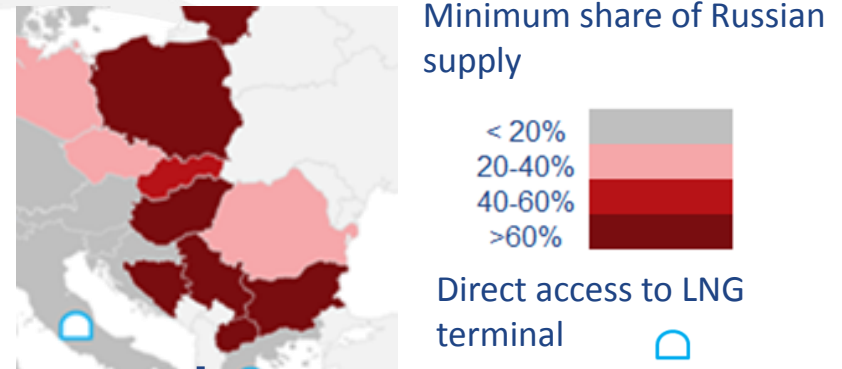 Minimum share of Russian
supply
< 20%
20-40%
40-60%
>60%
Direct access to LNG
terminal